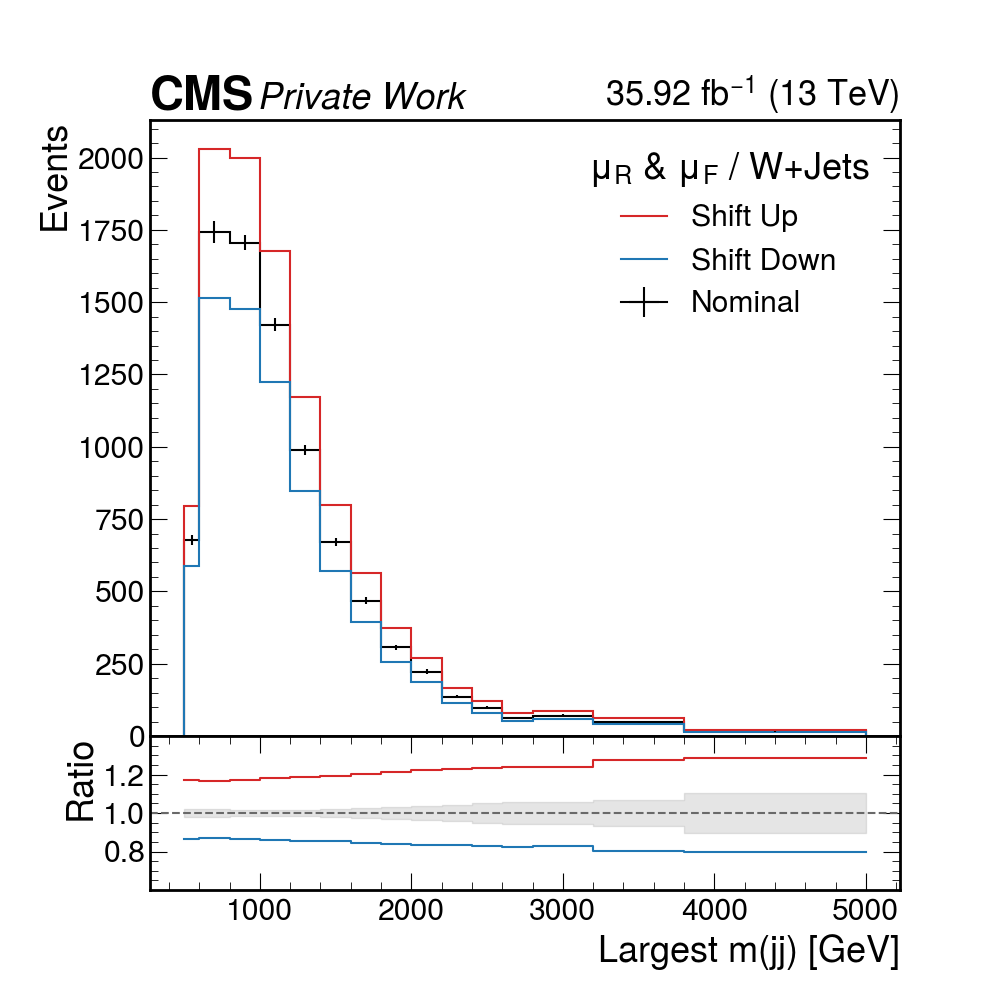 CMS Private Work 35.92 fb⁻¹ (13 TeV)
Events
2000
1750
1500
1250
1000
750
500
250
0
μR & μF / W+Jets
Shift Up
Shift Down
Nominal
Ratio
1.2
1.0
0.8
1000 2000 3000 4000 5000
Largest m(jj) [GeV]